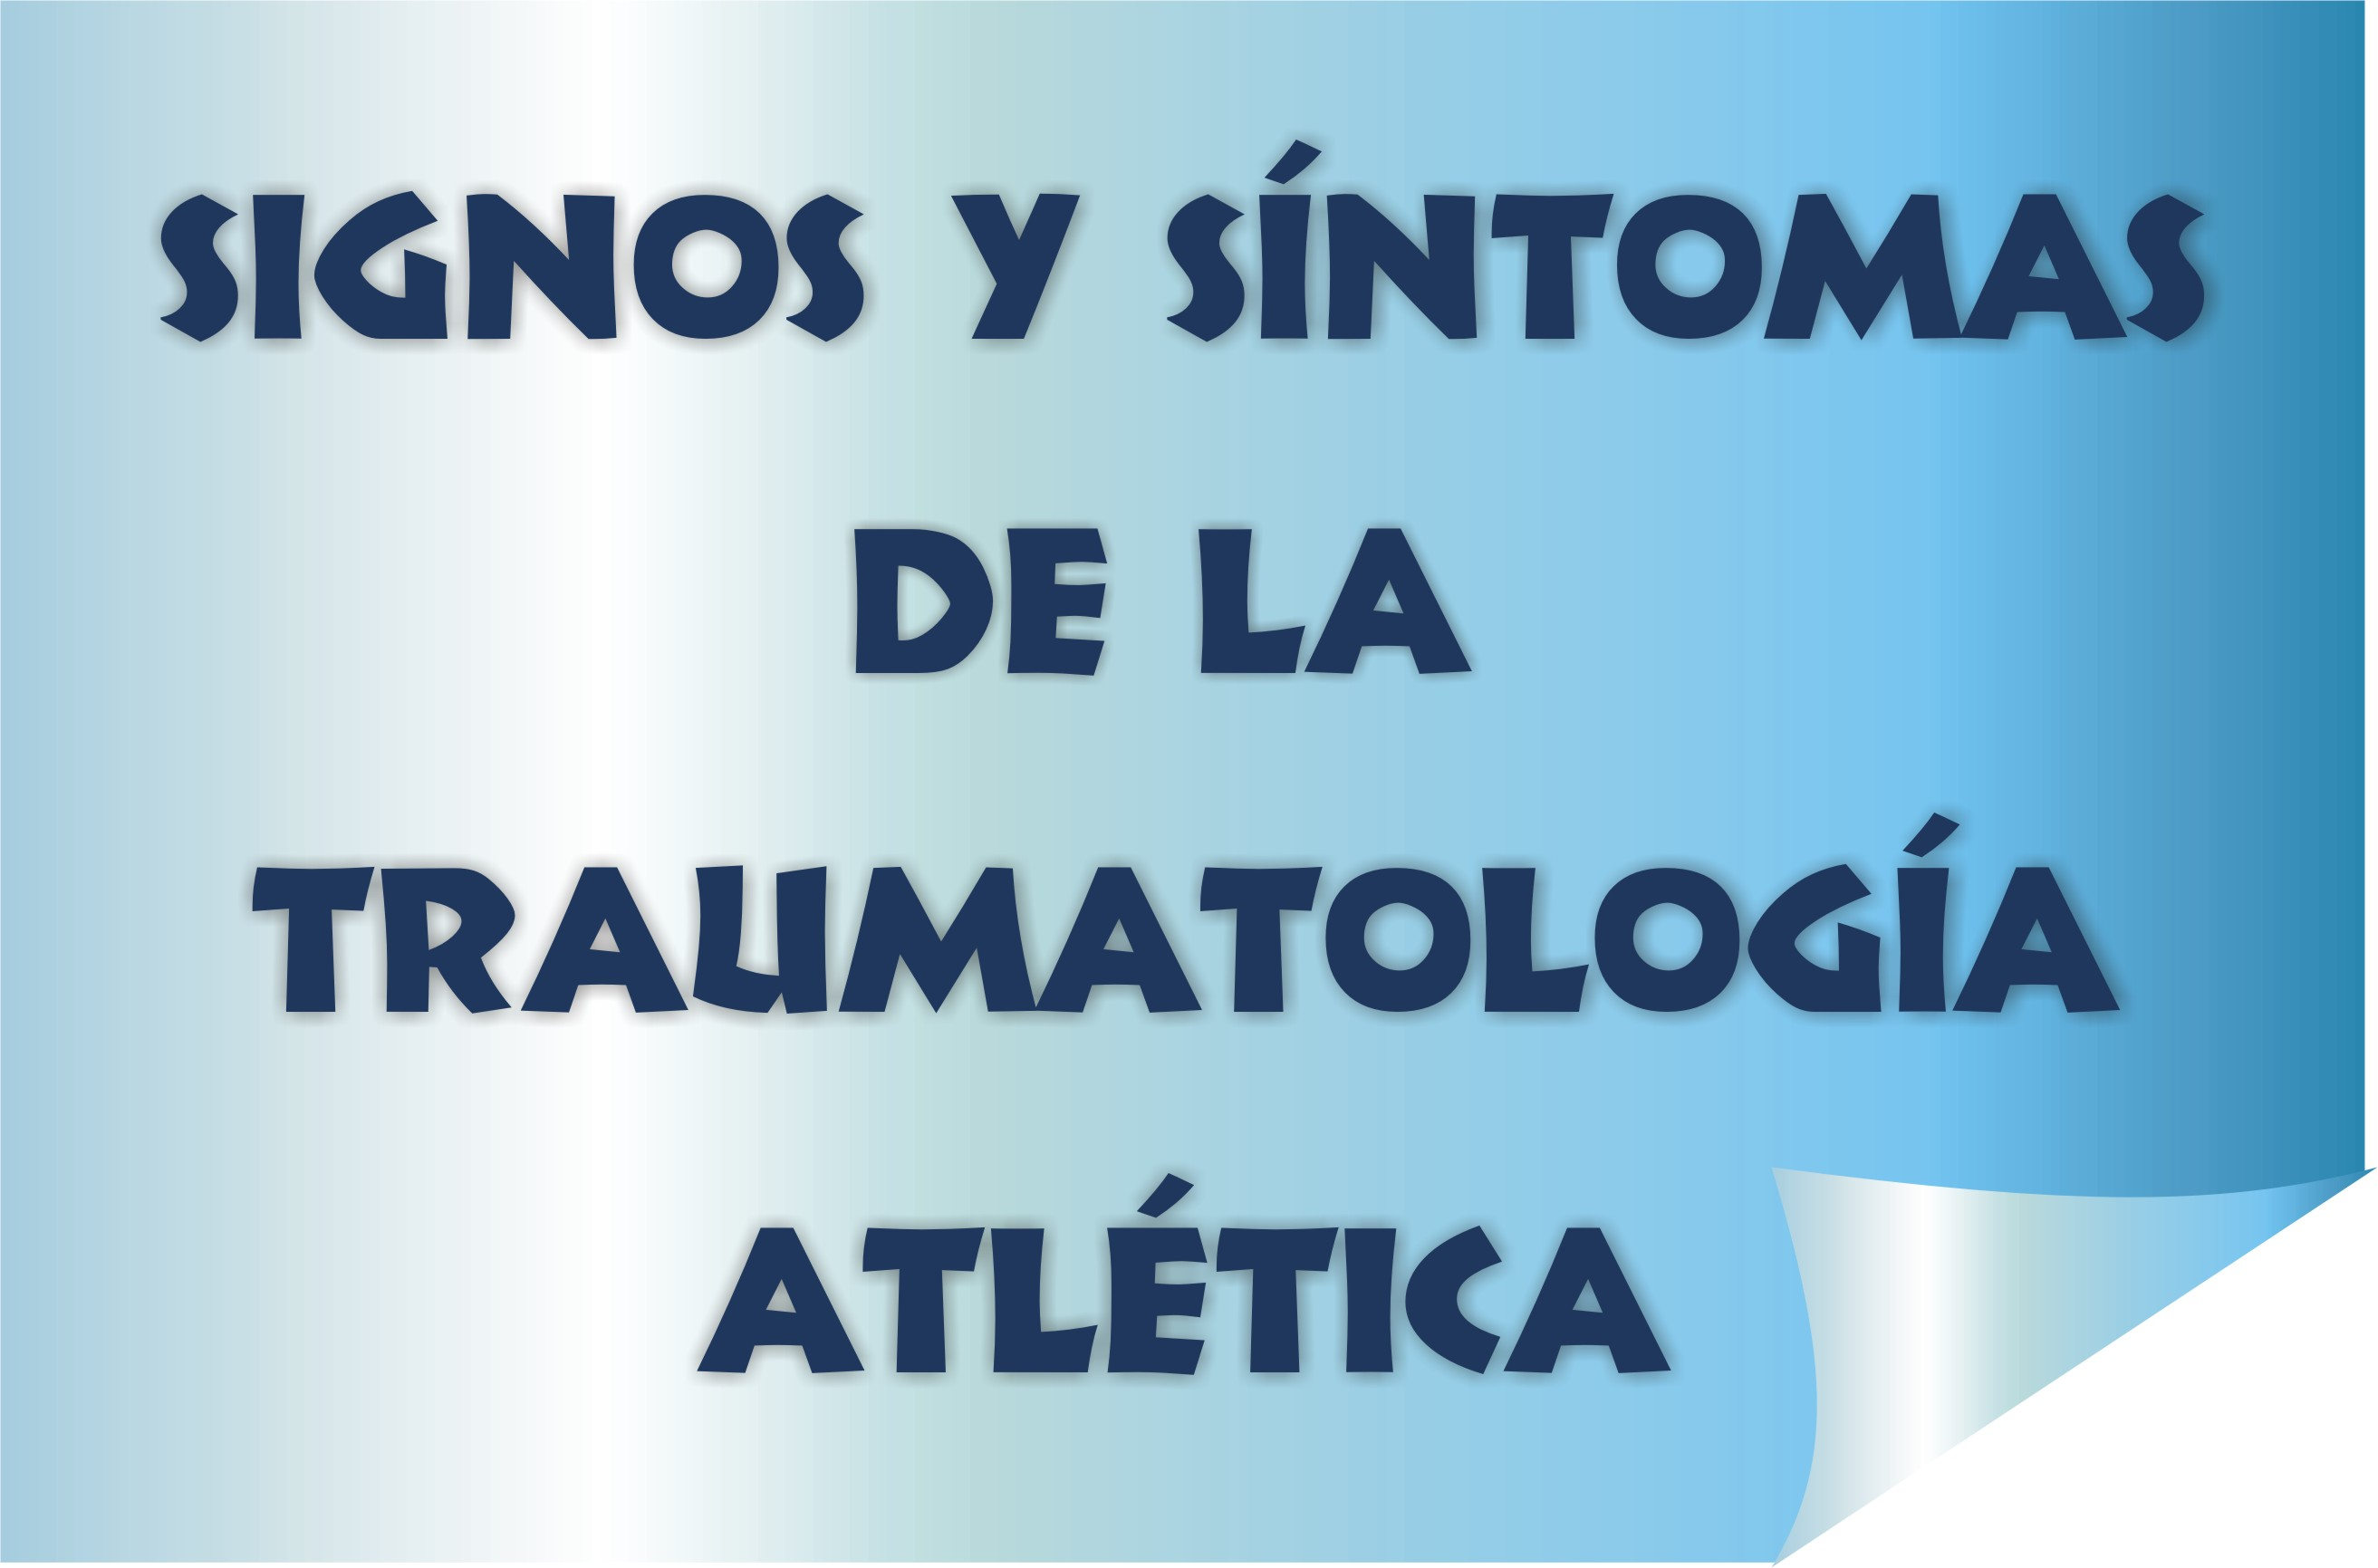 SIGNOS Y SÍNTOMAS
DE LA
TRAUMATOLOGÍA
ATLÉTICA